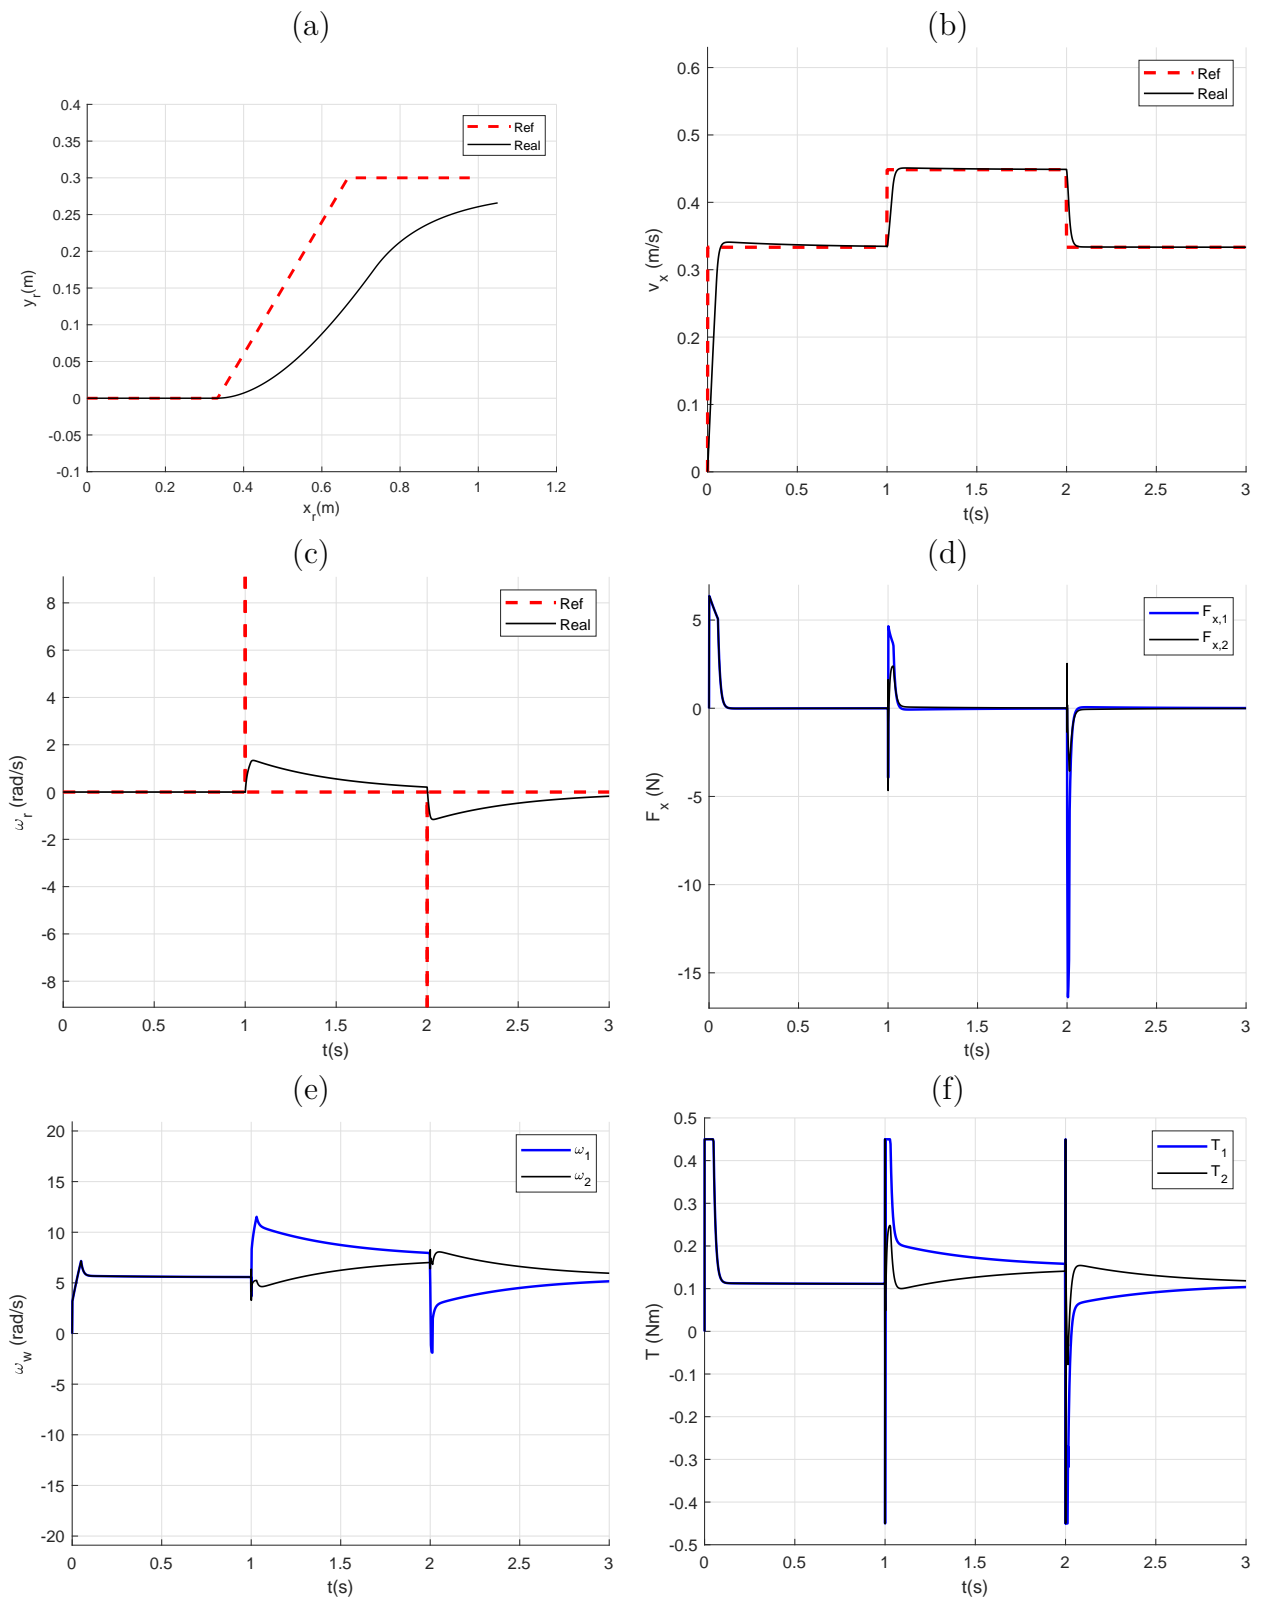 (a)
0.4
0.35
0.3
0.25
0.2
0.15
0.1
0.05
0
-0.05
-0.1
y_r(m)
0 0.2 0.4 0.6 0.8 1 1.2
x_r(m)
Ref
Real
(b)
0.6
0.5
0.4
0.3
0.2
0.1
0
v_x (m/s)
0 0.5 1 1.5 2 2.5 3
t(s)
Ref
Real
(c)
8
6
4
2
0
-2
-4
-6
-8
ω_r (rad/s)
0 0.5 1 1.5 2 2.5 3
t(s)
Ref
Real
(d)
5
0
-5
-10
-15
F_x (N)
0 0.5 1 1.5 2 2.5 3
t(s)
F_x,1
F_x,2
(e)
20
15
10
5
0
-5
-10
-15
-20
ω_w (rad/s)
0 0.5 1 1.5 2 2.5 3
t(s)
ω_1
ω_2
(f)
0.5
0.4
0.3
0.2
0.1
0
-0.1
-0.2
-0.3
-0.4
-0.5
T (Nm)
0 0.5 1 1.5 2 2.5 3
t(s)
T_1
T_2